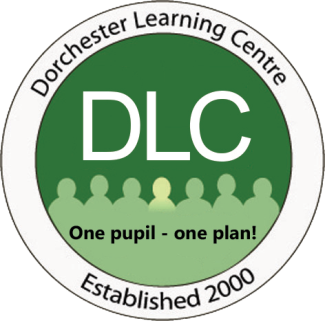 Dorchester Learning Centre
DLC
One pupil - one plan!
Established 2000